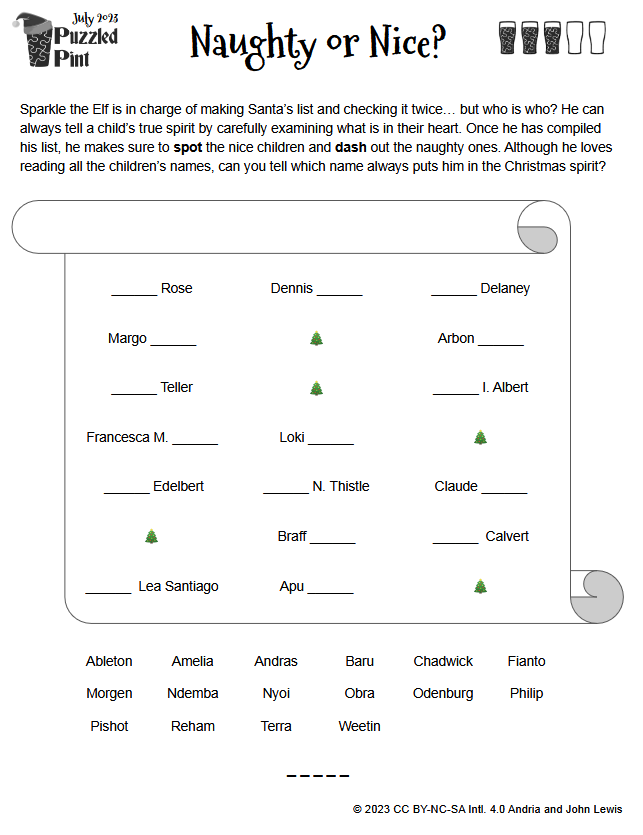 July 2023
Puzzled
Pint
Naughty or Nice?
Sparkle the Elf is in charge of making Santa's list and checking it twice… but who is who? He can
always tell a child's true spirit by carefully examining what is in their heart. Once he has compiled
his list, he makes sure to spot the nice children and dash out the naughty ones. Although he loves
reading all the children's names, can you tell which name always puts him in the Christmas spirit?
______ Rose Dennis ______ ______ Delaney
Margo ______ Arbon ______
______ Teller ______ I. Albert
Francesca M. ______ Loki ______
______ Edelbert ______ N. Thistle Claude ______
Braff ______ ______ Calvert
______ Lea Santiago Apu ______
Ableton Amelia Andras Baru Chadwick Fianto
Morgen Ndemba Nyoi Obra Odenburg Philip
Pishot Reham Terra Weetin
_ _ _ _ _
© 2023 CC BY-NC-SA Intl. 4.0 Andria and John Lewis